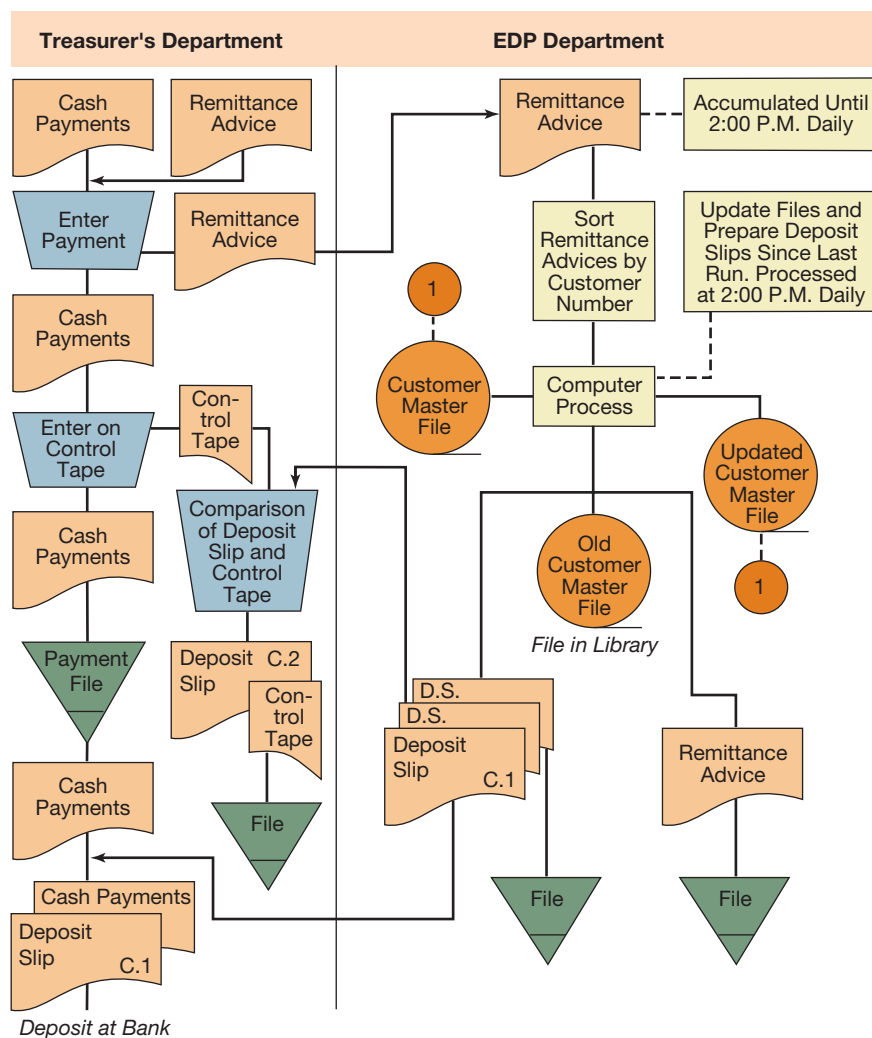 Treasurer's Department
EDP Department
Cash
Payments
Remittance
Advice
Remittance
Advice
Accumulated Until
2:00 P.M. Daily
Enter
Payment
Remittance
Advice
Sort
Remittance
Advices by
Customer
Number
Update Files and
Prepare Deposit
Slips Since Last
Run. Processed
at 2:00 P.M. Daily
1
Cash
Payments
Customer
Master
File
Computer
Process
Enter on
Control
Tape
Con-
trol
Tape
Updated
Customer
Master
File
Cash
Payments
Comparison
of Deposit
Slip and
Control
Tape
Old
Customer
Master
File
1
File in Library
Payment
File
Deposit C.2
Slip
Con-
trol
Tape
D.S.
D.S.
Deposit
Slip
C.1
Remittance
Advice
Cash
Payments
File
File
File
Cash Payments
Deposit
Slip
C.1
Deposit at Bank